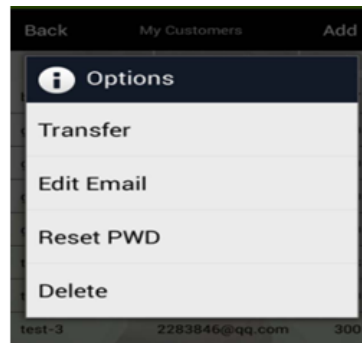 Back My Customers Add
Options
Transfer
Edit Email
Reset PWD
Delete
test-3 2283846@qq.com 300